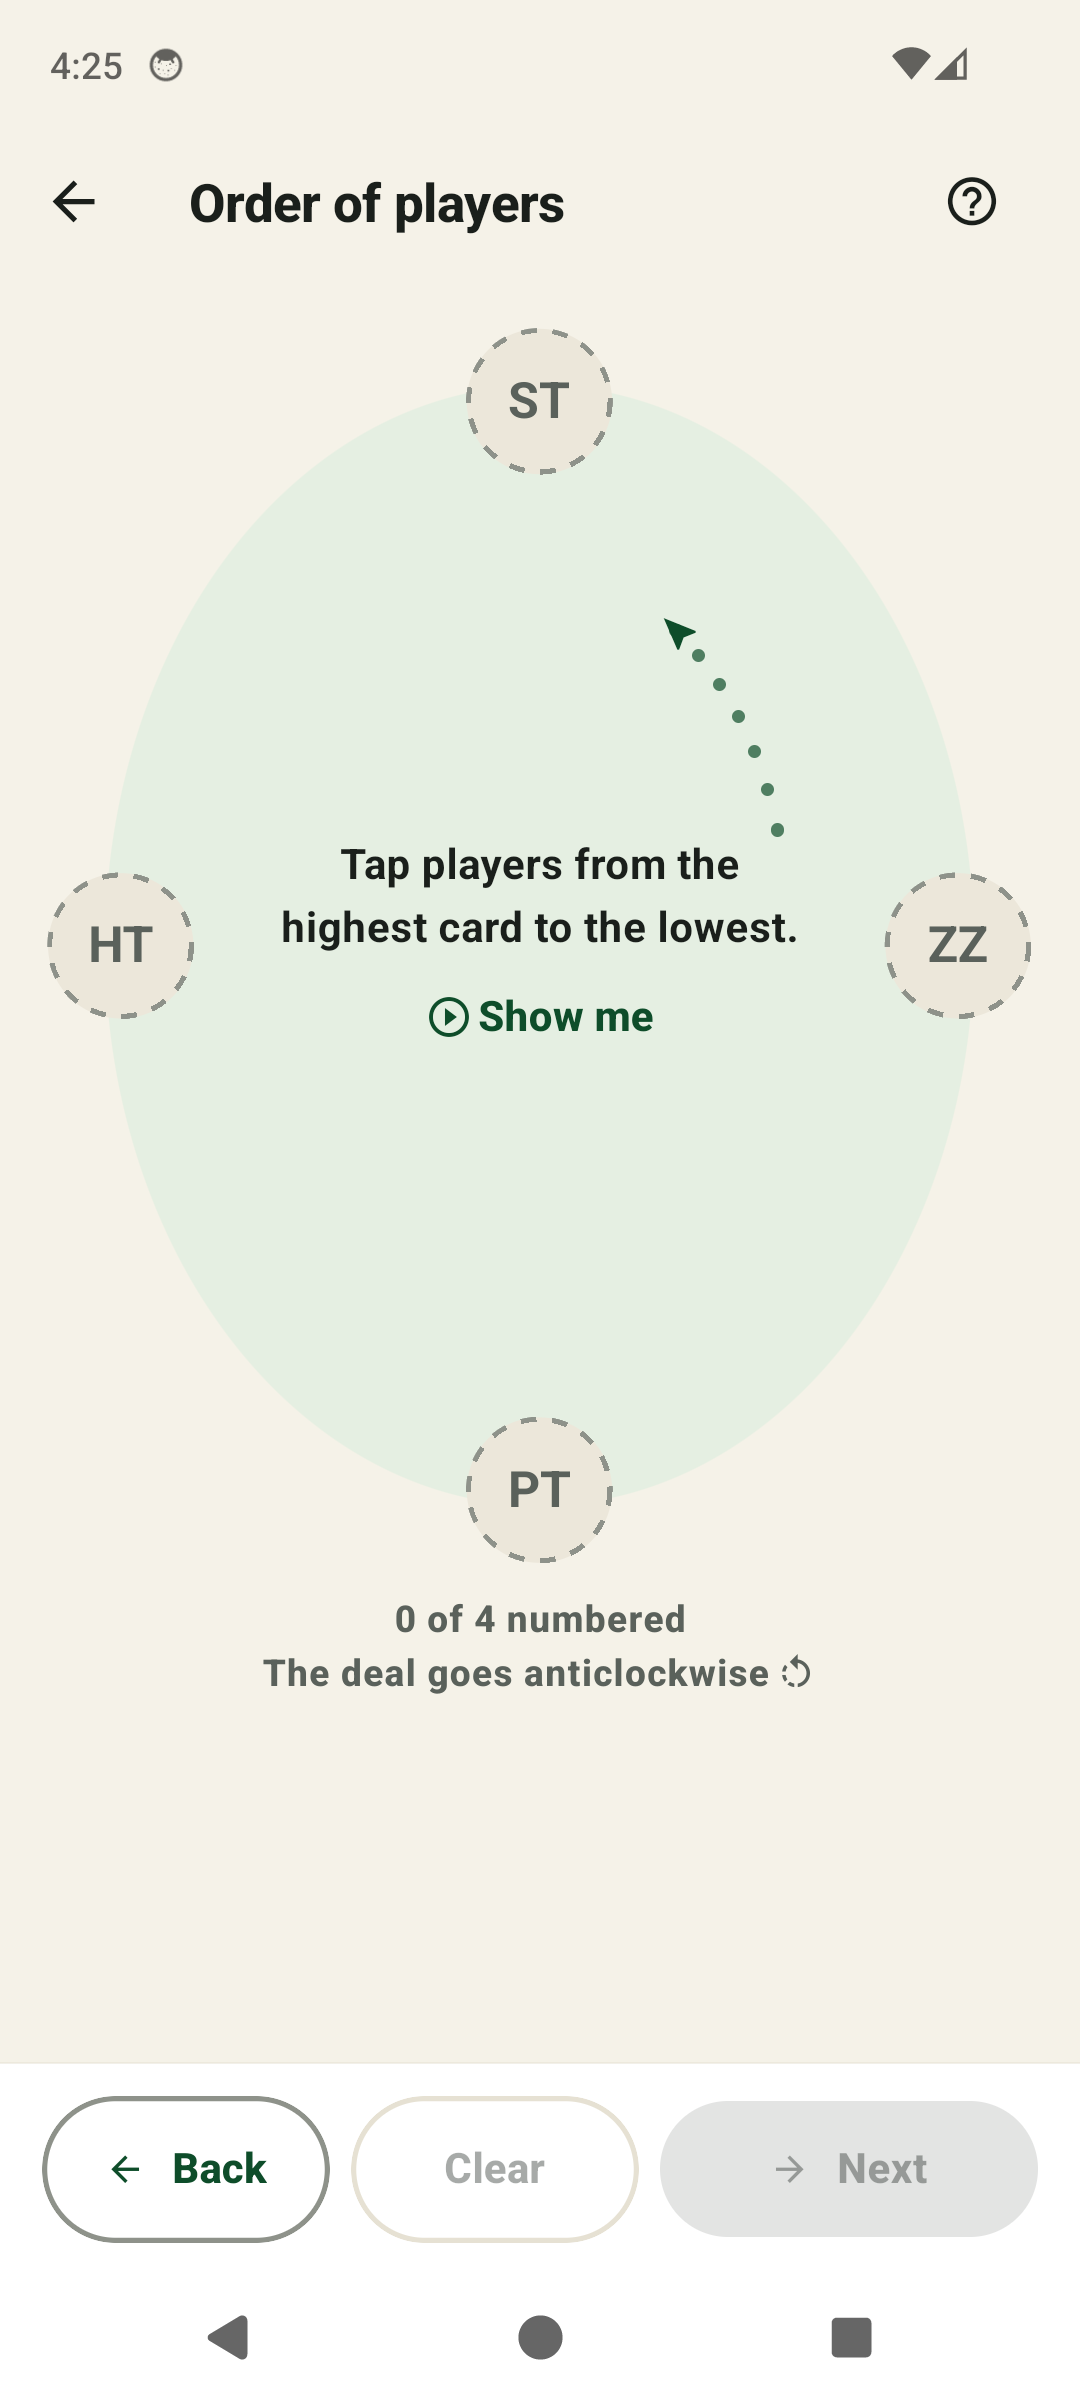 4:25
Order of players
ST
Tap players from the
highest card to the lowest.
HT
ZZ
Show me
PT
0 of 4 numbered
The deal goes anticlockwise
Back
Clear
Next